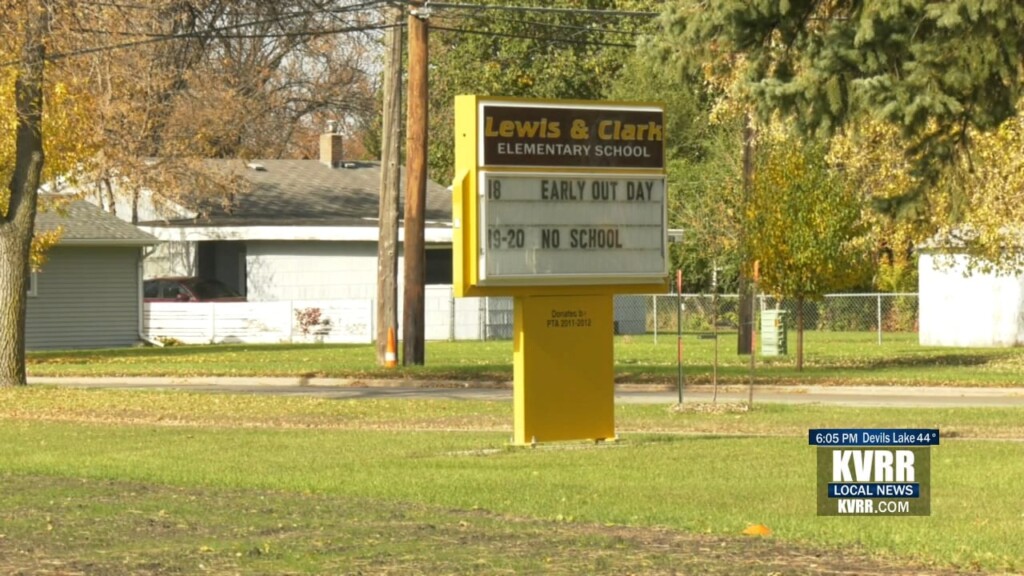 Lewis & Clark
ELEMENTARY SCHOOL
18 EARLY OUT DAY
19-20 NO SCHOOL
Donates by
PTA 2011-2012
6:05 PM Devils Lake 44°
KVRR
LOCAL NEWS
KVRR.COM